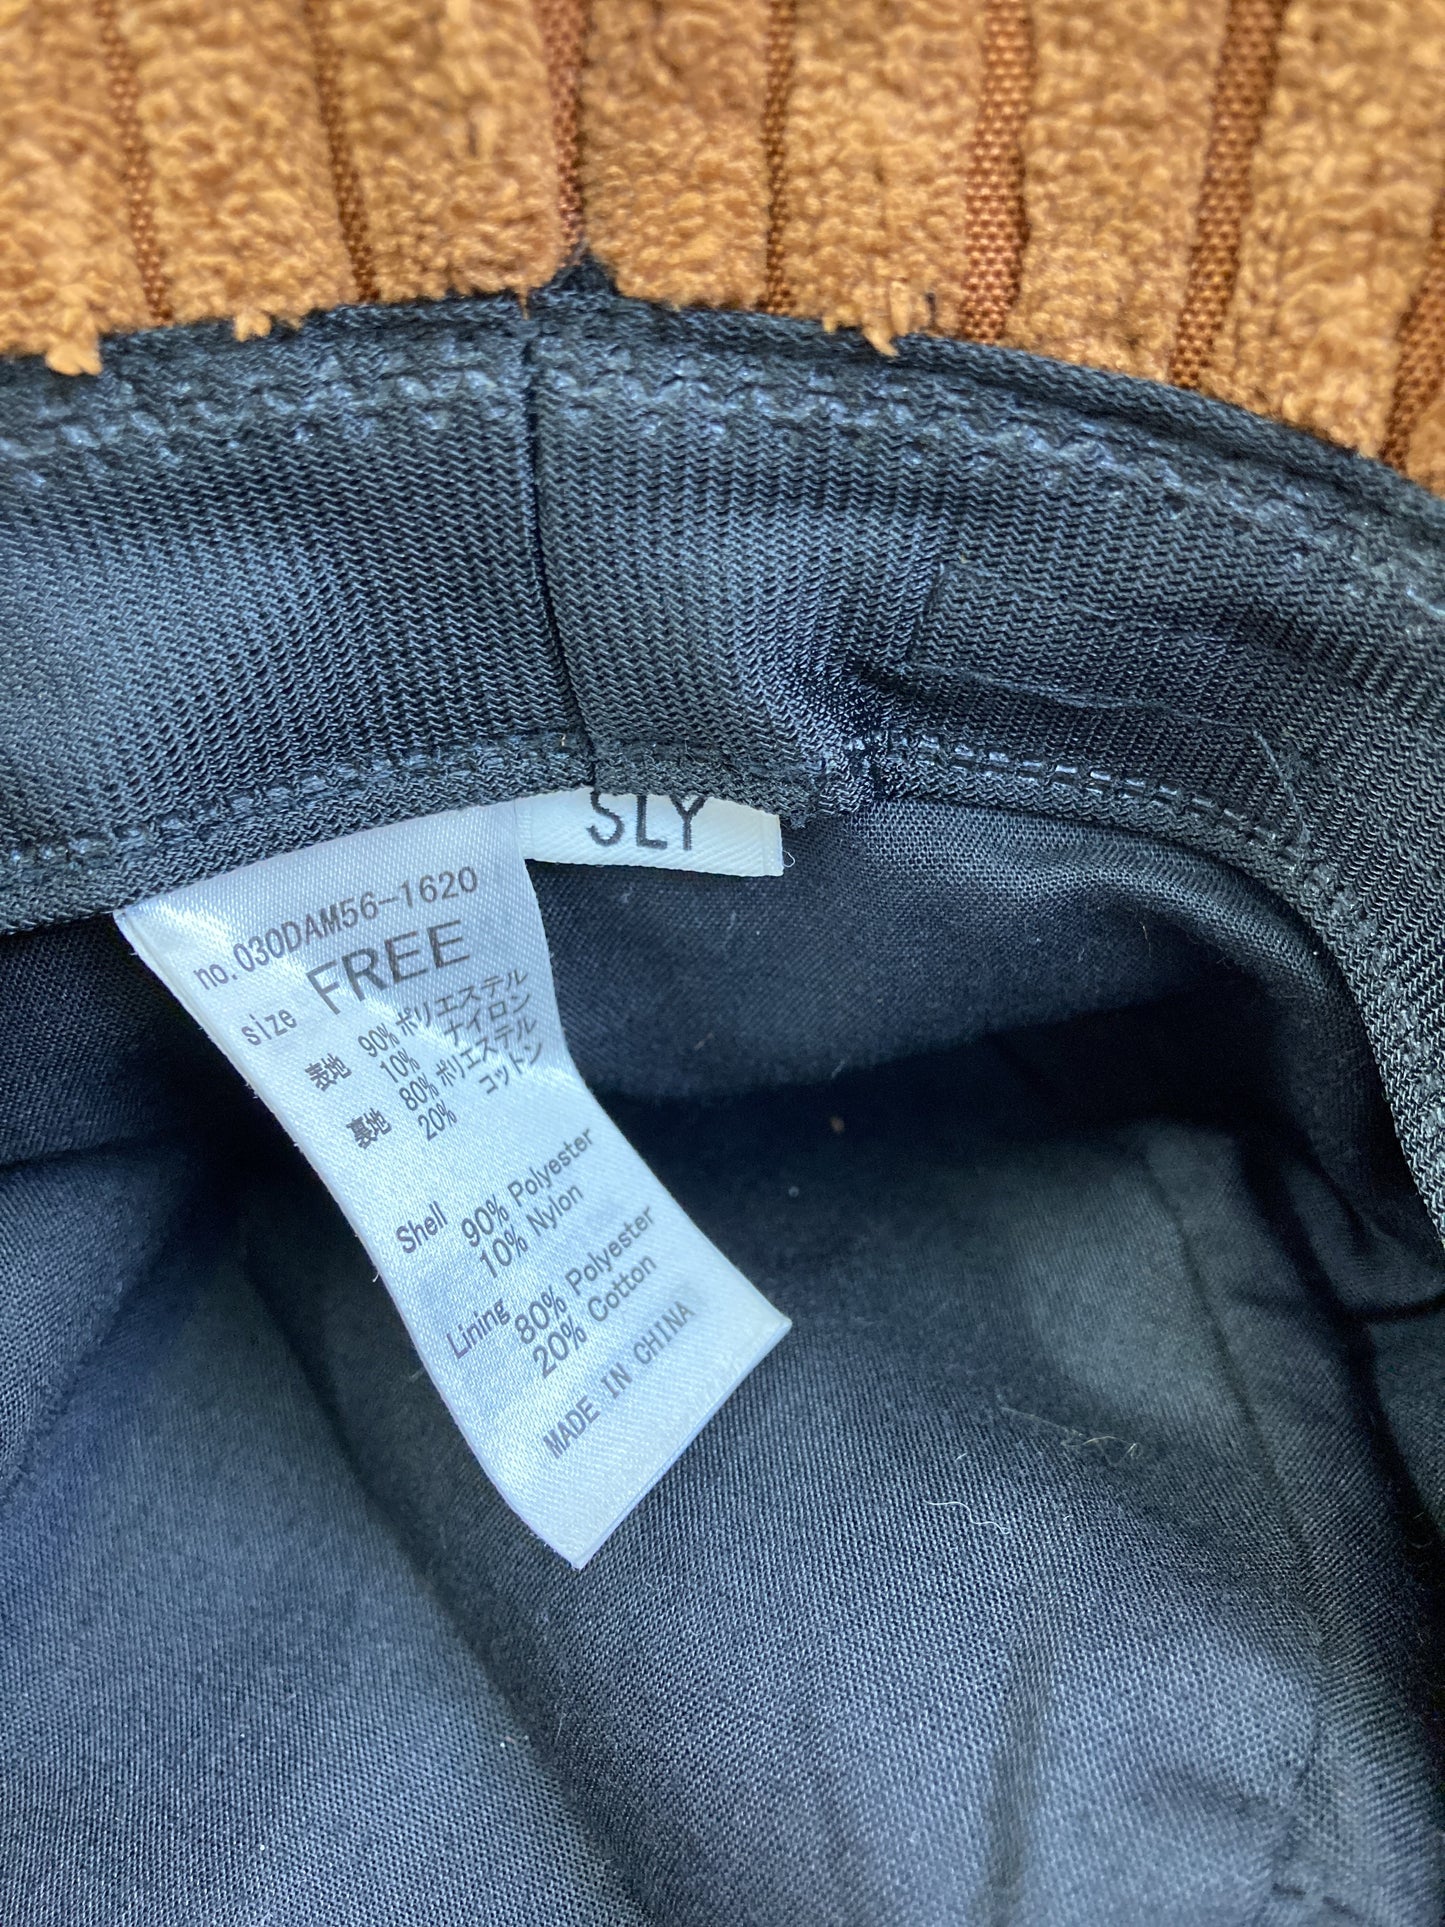 SLY
no.030DAM56-1620
size FREE
表地 90% ポリエステル
10% ナイロン
裏地 80% ポリエステル
20% コットン
Shell 90% Polyester
10% Nylon
Lining 80% Polyester
20% Cotton
MADE IN CHINA